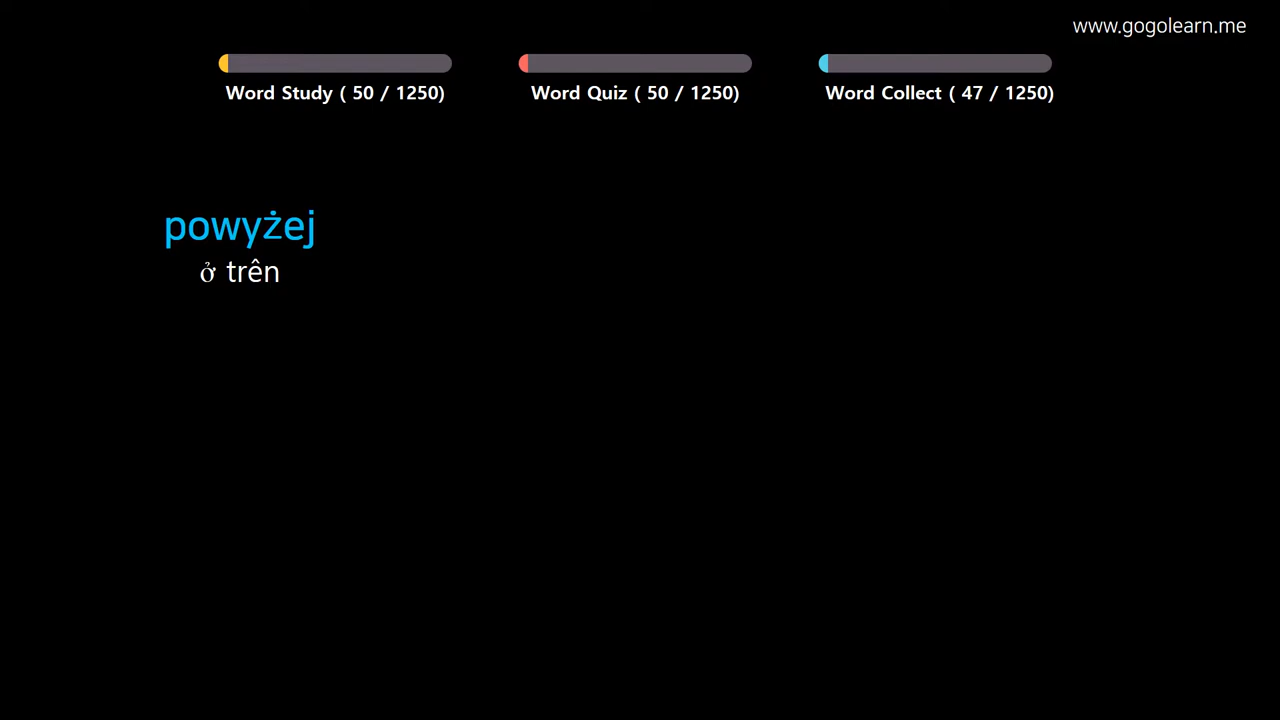 www.gogolearn.me
Word Study ( 50 / 1250)
Word Quiz ( 50 / 1250)
Word Collect ( 47 / 1250)
powyżej
ở trên